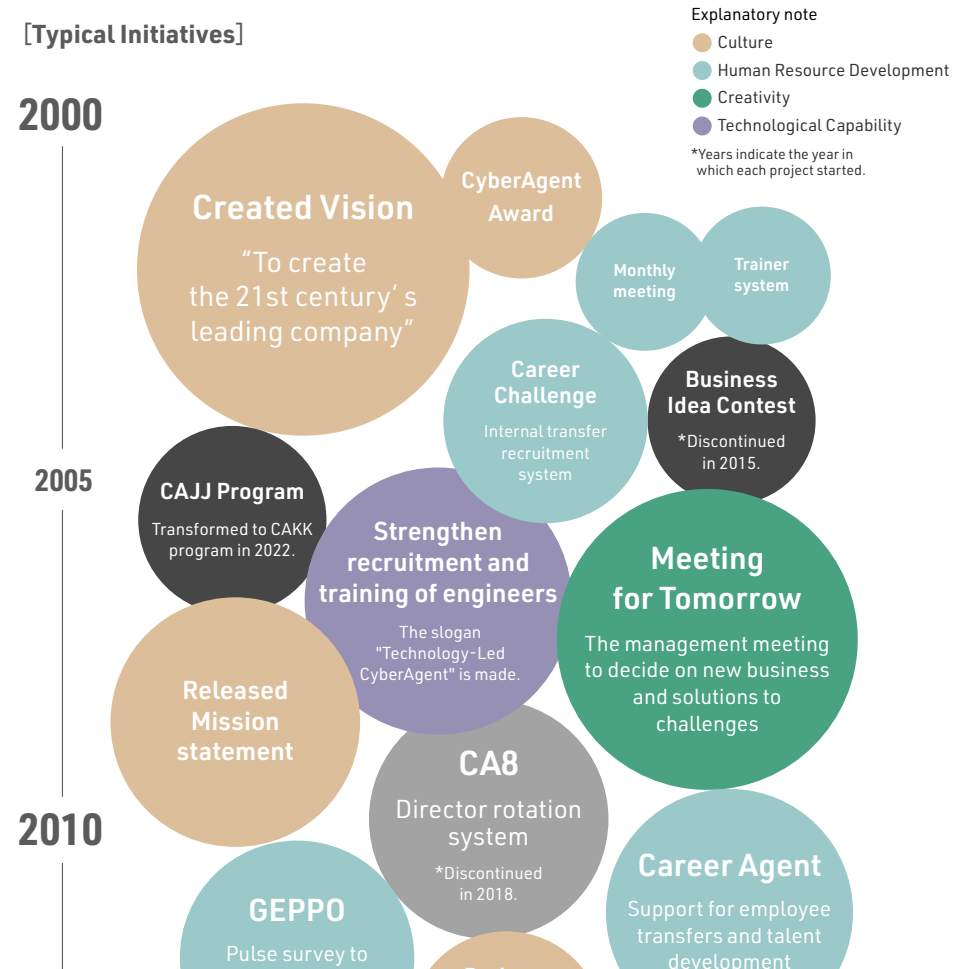 [Typical Initiatives]
Explanatory note
Culture
Human Resource Development
Creativity
Technological Capability
*Years indicate the year in
which each project started.
2000
Created Vision
"To create
the 21st century' s
leading company"
CyberAgent
Award
Monthly
meeting
Trainer
system
Career
Challenge
Internal transfer
recruitment
system
Business
Idea Contest
*Discontinued
in 2015.
2005
CAJJ Program
Transformed to CAKK
program in 2022.
Strengthen
recruitment and
training of engineers
The slogan
"Technology-Led
CyberAgent" is made.
Meeting
for Tomorrow
The management meeting
to decide on new business
and solutions to
challenges
Released
Mission
statement
CA8
Director rotation
system
*Discontinued
in 2018.
2010
GEPPO
Pulse survey to
Career Agent
Support for employee
transfers and talent
development